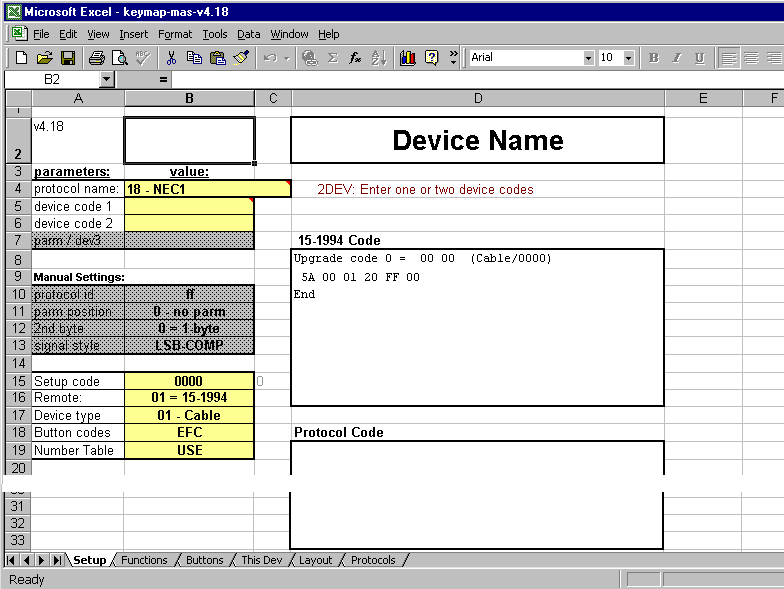 Microsoft Excel - keymap-mas-v4.18
File Edit View Insert Format Tools Data Window Help
ABC Σ fx Arial 10 B I U
B2 =
A B C D E F
1
2 v4.18 Device Name
3 parameters: value:
4 protocol name: 18 - NEC1 2DEV: Enter one or two device codes
5 device code 1
6 device code 2
7 parm / dev3 15-1994 Code
8 Upgrade code 0 = 00 00 (Cable/0000)
9 Manual Settings: 5A 00 01 20 FF 00
10 protocol id ff End
11 parm position 0 - no parm
12 2nd byte 0 = 1-byte
13 signal style LSB-COMP
14
15 Setup code 0000 0
16 Remote: 01 = 15-1994
17 Device type 01 - Cable
18 Button codes EFC Protocol Code
19 Number Table USE
20
31
32
33
Setup Functions Buttons This Dev Layout Protocols
Ready